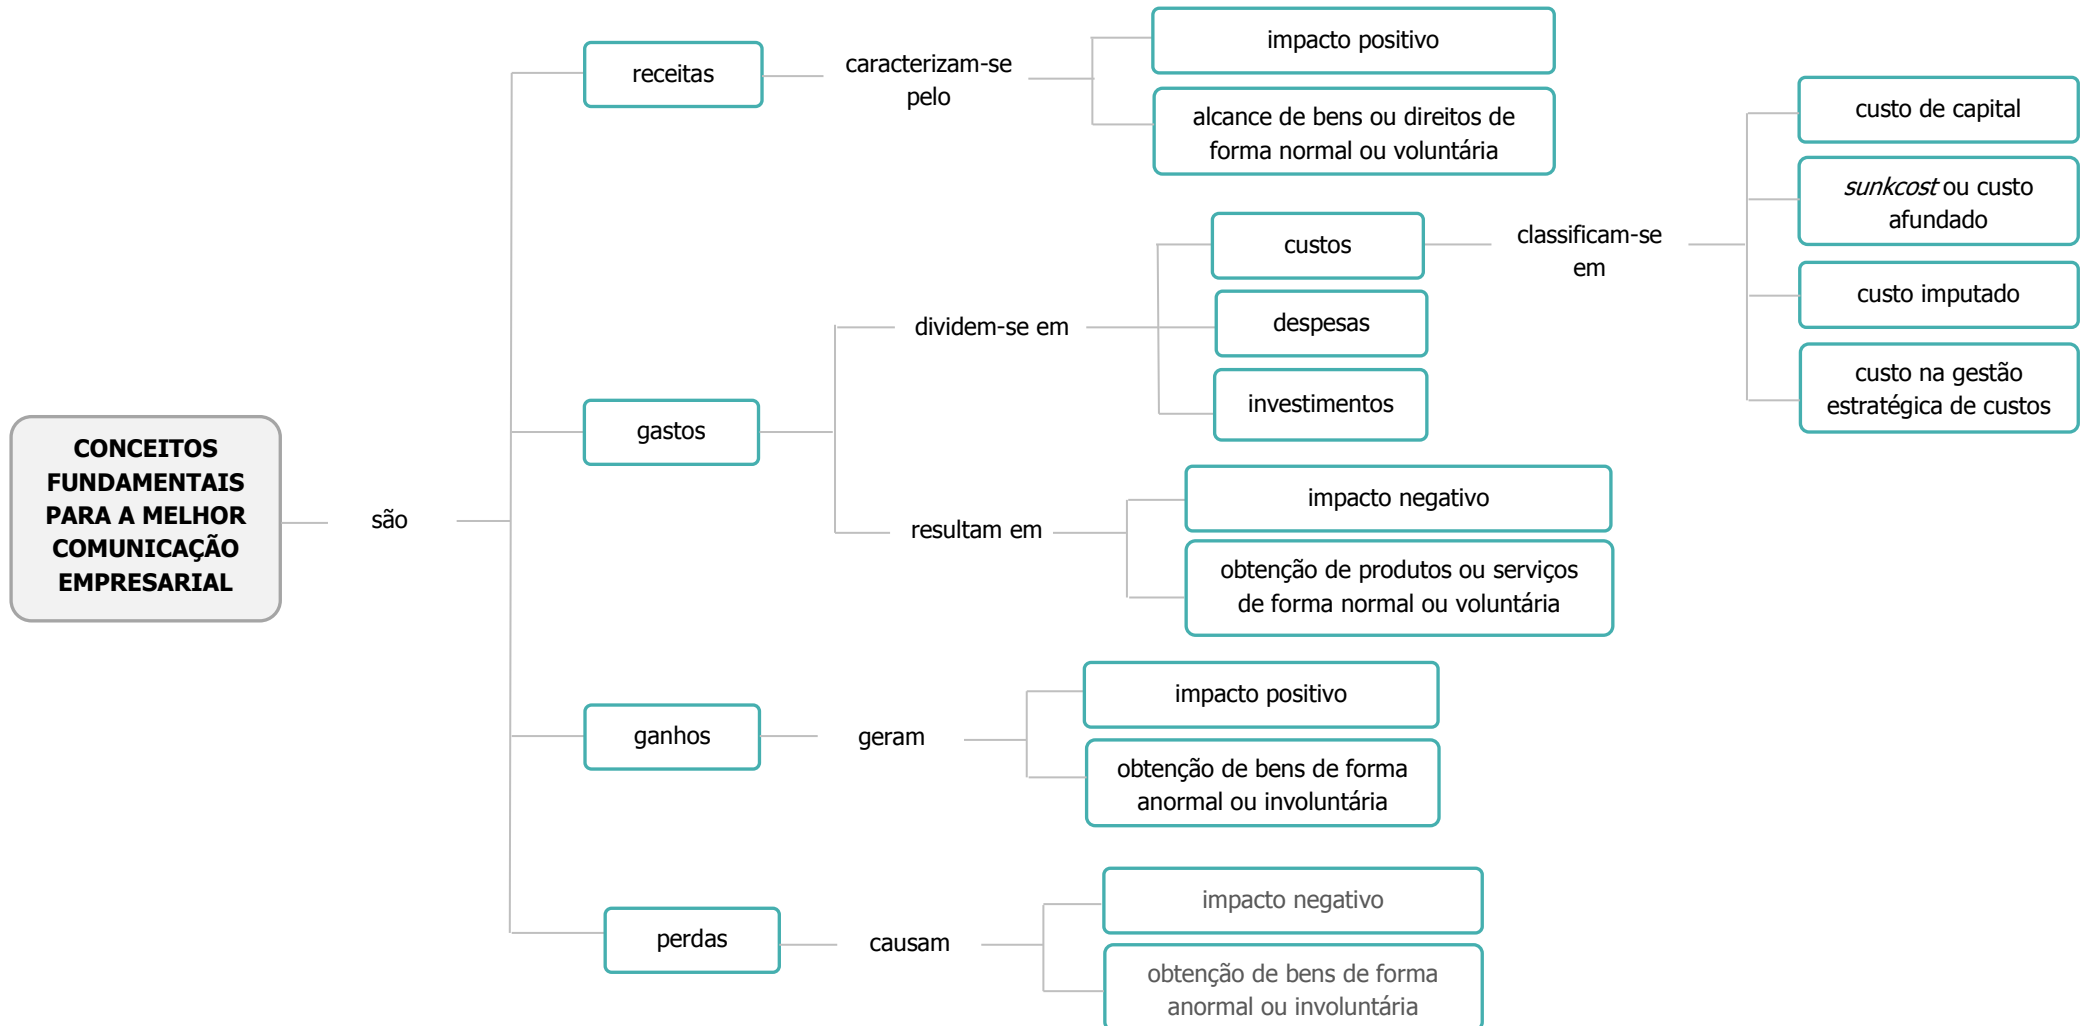 CONCEITOS
FUNDAMENTAIS
PARA A MELHOR
COMUNICAÇÃO
EMPRESARIAL
são
receitas
caracterizam-se
pelo
impacto positivo
alcance de bens ou direitos de
forma normal ou voluntária
gastos
dividem-se em
custos
classificam-se
em
custo de capital
sunkcost ou custo
afundado
custo imputado
custo na gestão
estratégica de custos
despesas
investimentos
resultam em
impacto negativo
obtenção de produtos ou serviços
de forma normal ou voluntária
ganhos
geram
impacto positivo
obtenção de bens de forma
anormal ou involuntária
perdas
causam
impacto negativo
obtenção de bens de forma
anormal ou involuntária